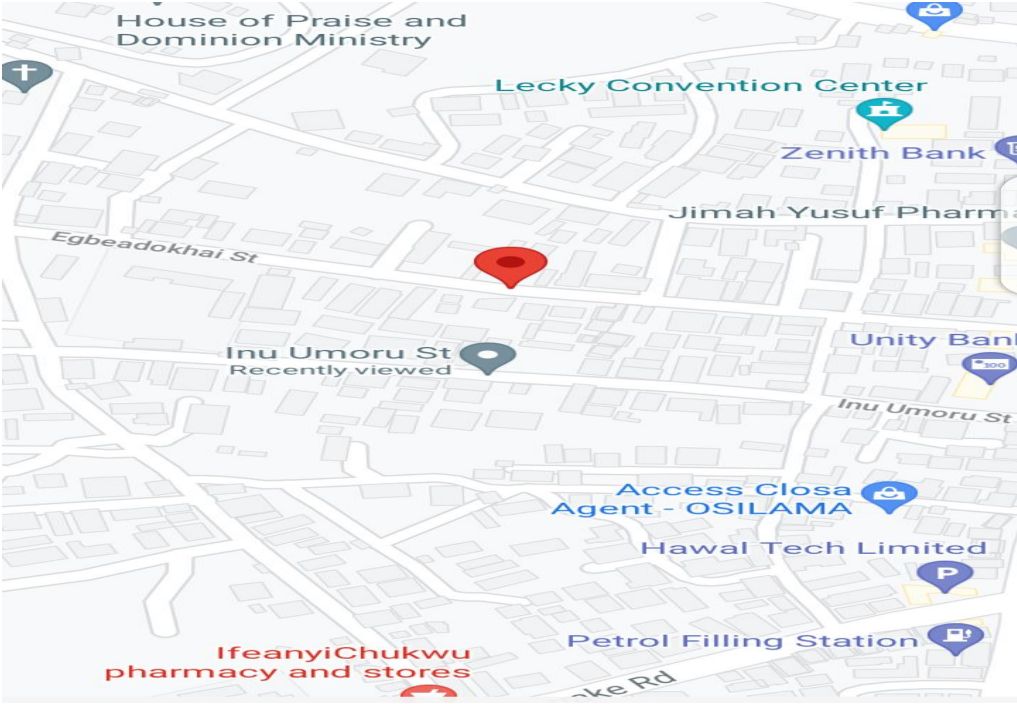 House of Praise and
Dominion Ministry
Lecky Convention Center
Zenith Bank
Jimah Yusuf Pharma
Egbeadokhai St
Unity Ban
Inu Umoru St
Recently viewed
100
Inu Umoru St
Access Closa
Agent - OSILAMA
Hawal Tech Limited
P
Petrol Filling Station
IfeanyiChukwu
pharmacy and stores
Rd